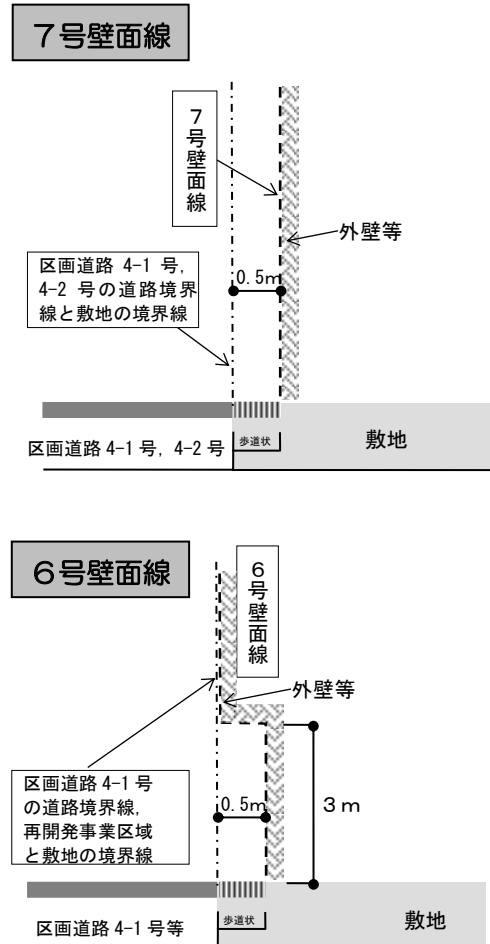 ７号壁面線
７号壁面線
外壁等
区画道路 4-1 号,
4-2 号の道路境界
線と敷地の境界線
0.5m
区画道路 4-1 号, 4-2 号
歩道状
敷地
６号壁面線
６号壁面線
外壁等
区画道路 4-1 号
の道路境界線,
再開発事業区域
と敷地の境界線
0.5m
３ｍ
区画道路 4-1 号等
歩道状
敷地